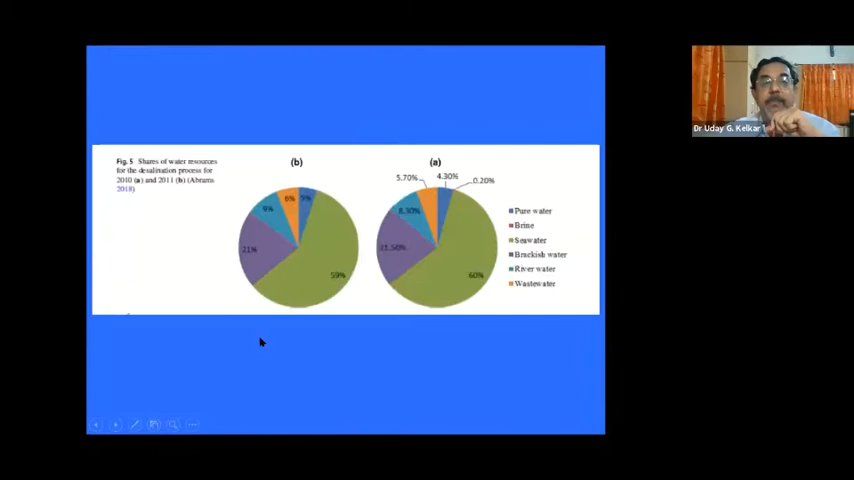 Fig. 5 Shares of water resources
for the desalination process for
2010 (a) and 2011 (b) (Abrams
2018)
(b)
6%
5%
9%
21%
59%
(a)
5.70%
4.30%
0.20%
8.30%
21.50%
60%
Pure water
Brine
Seawater
Brackish water
River water
Wastewater
Dr Uday G. Kelkar